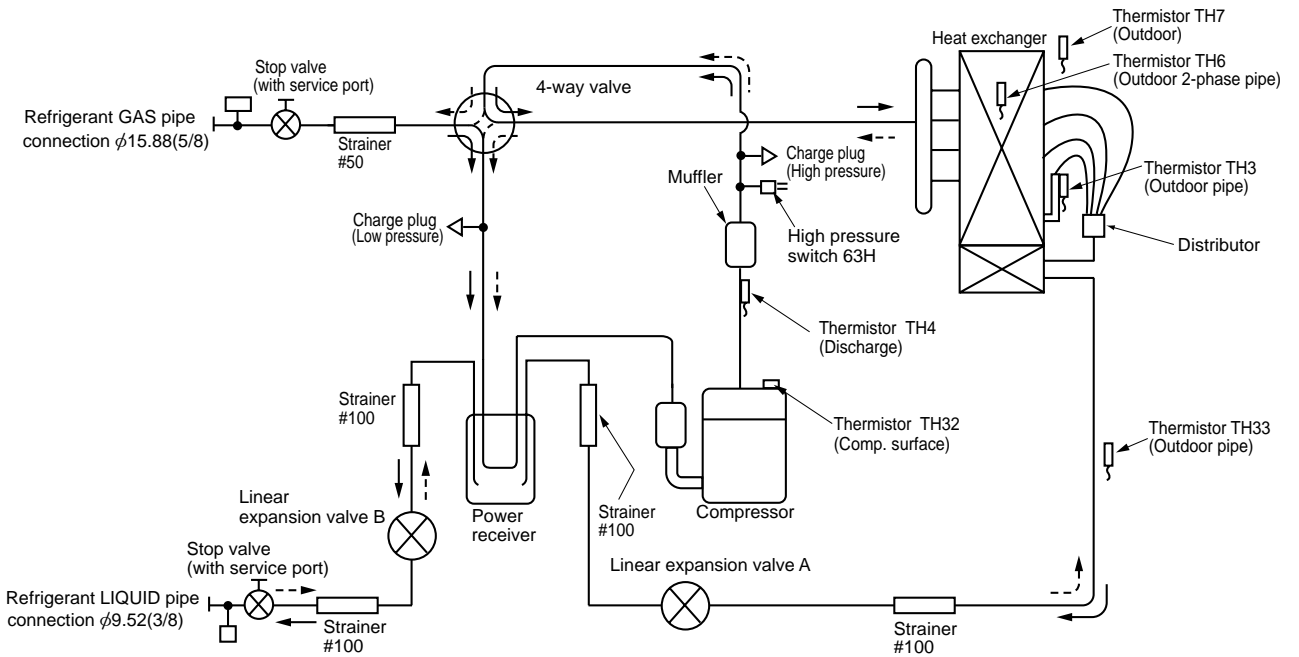 Thermistor TH7
(Outdoor)
Heat exchanger
Thermistor TH6
(Outdoor 2-phase pipe)
Stop valve
(with service port)
4-way valve
Refrigerant GAS pipe
connection ϕ15.88(5/8)
Strainer
#50
Charge plug
(High pressure)
Thermistor TH3
(Outdoor pipe)
Muffler
Charge plug
(Low pressure)
High pressure
switch 63H
Distributor
Thermistor TH4
(Discharge)
Strainer
#100
Thermistor TH32
(Comp. surface)
Thermistor TH33
(Outdoor pipe)
Linear
expansion valve B
Power
receiver
Strainer
#100
Compressor
Stop valve
(with service port)
Linear expansion valve A
Refrigerant LIQUID pipe
connection ϕ9.52(3/8)
Strainer
#100
Strainer
#100